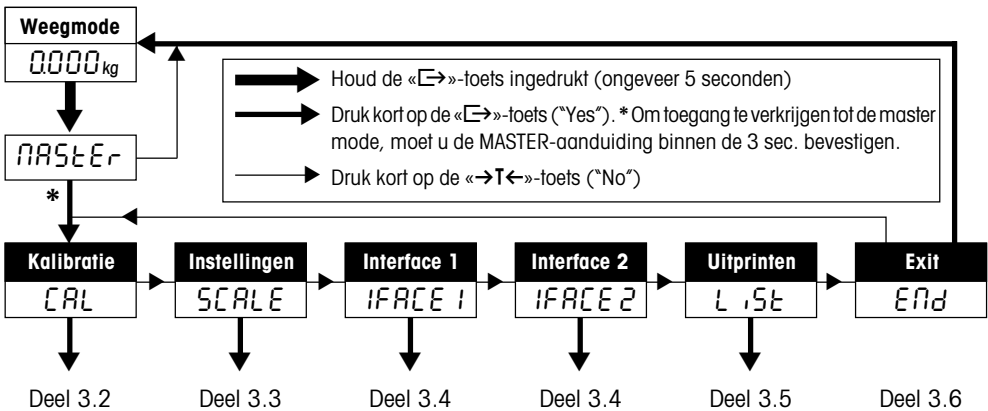 Weegmode
0.000 kg
Houd de «⎆»-toets ingedrukt (ongeveer 5 seconden)
Druk kort op de «⎆»-toets ("Yes"). * Om toegang te verkrijgen tot de master
mode, moet u de MASTER-aanduiding binnen de 3 sec. bevestigen.
Druk kort op de «→T←»-toets ("No")
MAStEr
*
Kalibratie Instellingen Interface 1 Interface 2 Uitprinten Exit
CAL SCALE IFACE 1 IFACE 2 LiSt End
Deel 3.2 Deel 3.3 Deel 3.4 Deel 3.4 Deel 3.5 Deel 3.6